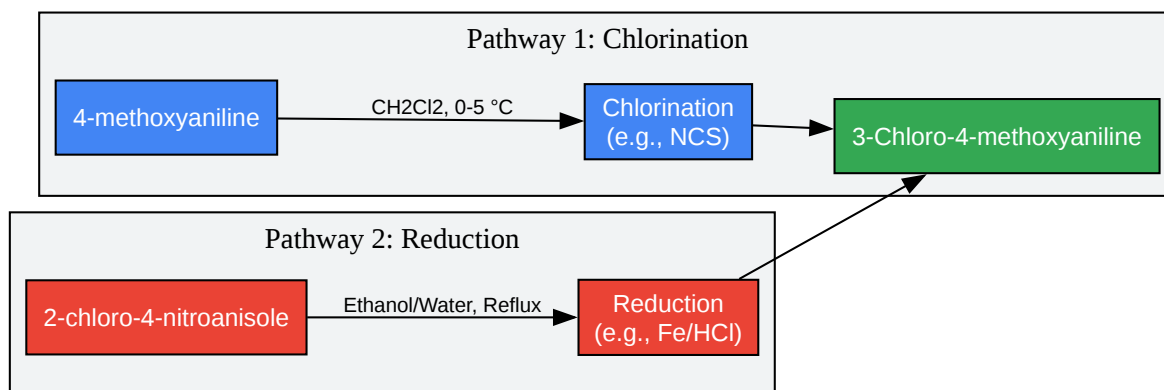 Pathway 1: Chlorination
4-methoxyaniline
CH2Cl2, 0-5 °C
Chlorination
(e.g., NCS)
3-Chloro-4-methoxyaniline
Pathway 2: Reduction
2-chloro-4-nitroanisole
Ethanol/Water, Reflux
Reduction
(e.g., Fe/HCl)